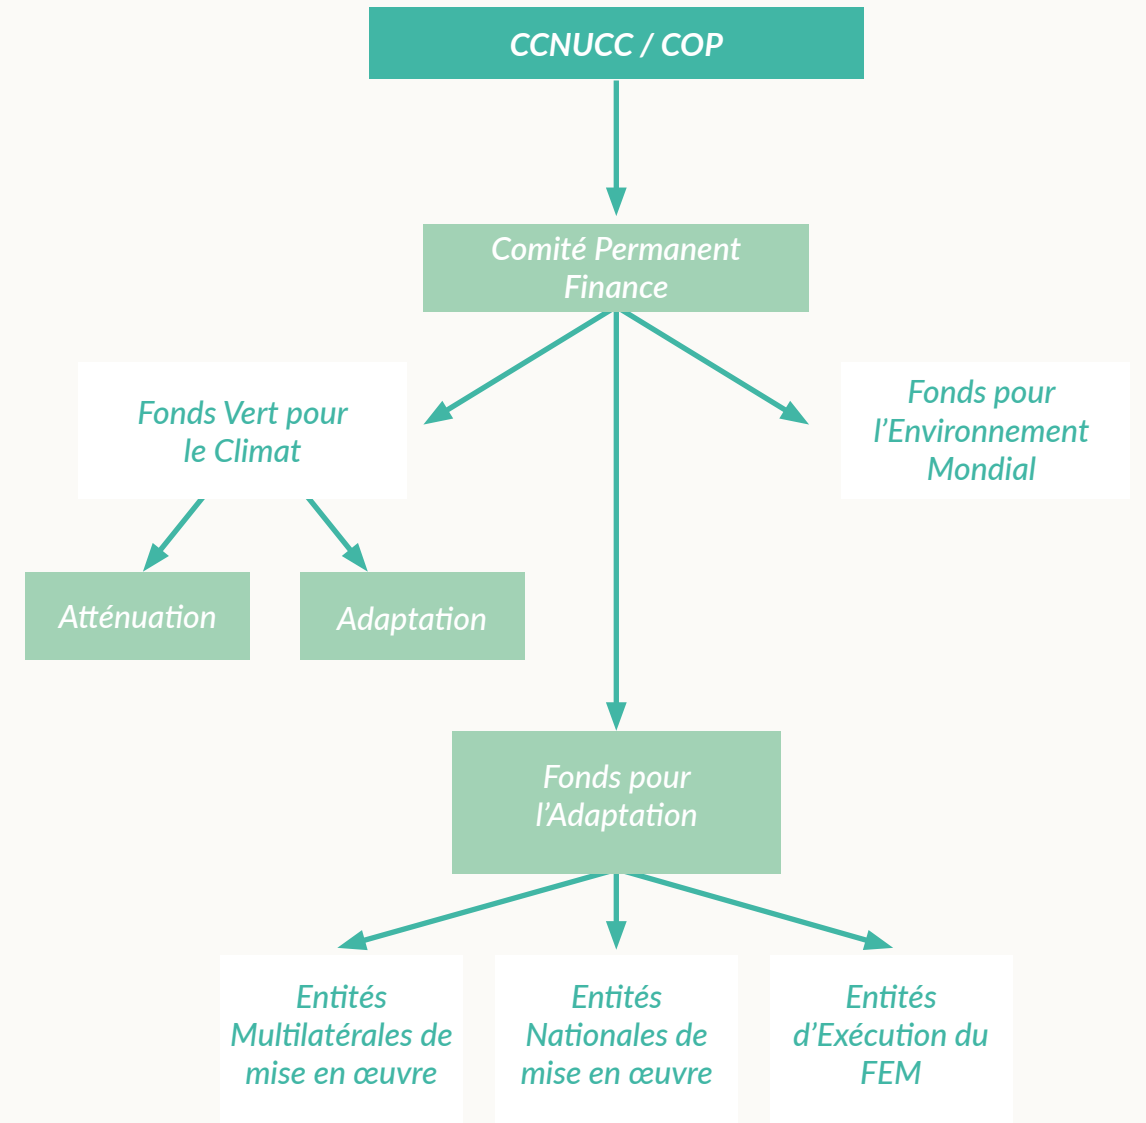 CCNUCC / COP
Comité Permanent
Finance
Fonds Vert pour
le Climat
Fonds pour
l’Environnement
Mondial
Atténuation
Adaptation
Fonds pour
l’Adaptation
Entités
Multilatérales de
mise en œuvre
Entités
Nationales de
mise en œuvre
Entités
d’Exécution du
FEM